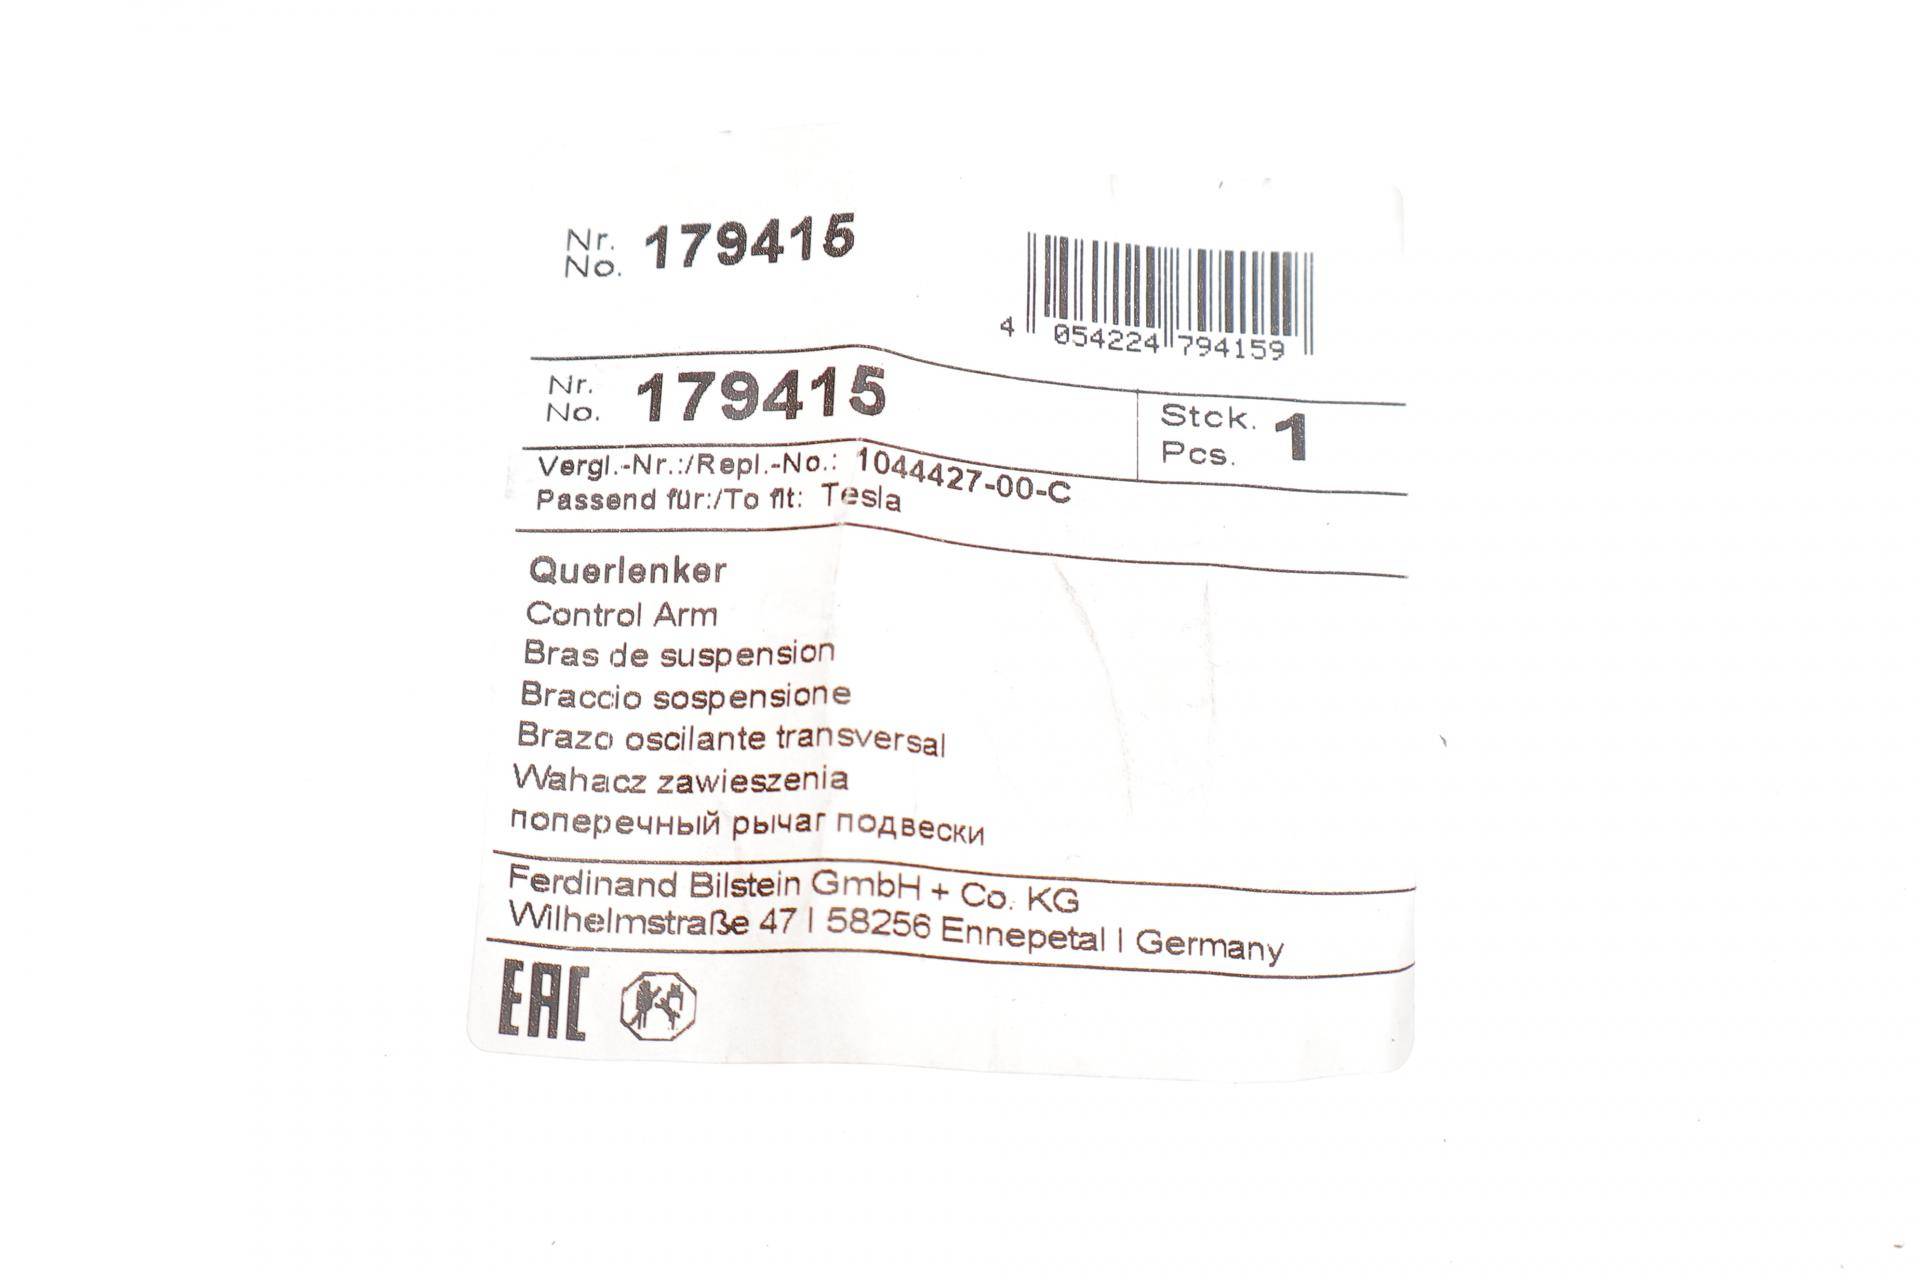 Nr. 179415
No.
4 054224 794159
Nr. 179415
No.
Stck. 1
Pcs.
Vergl.-Nr.:/Repl.-No.: 1044427-00-C
Passend für:/To fit: Tesla
Querlenker
Control Arm
Bras de suspension
Braccio sospensione
Brazo oscilante transversal
Wahacz zawieszenia
поперечный рычаг подвески
Ferdinand Bilstein GmbH + Co. KG
Wilhelmstraße 47 | 58256 Ennepetal | Germany
EAC